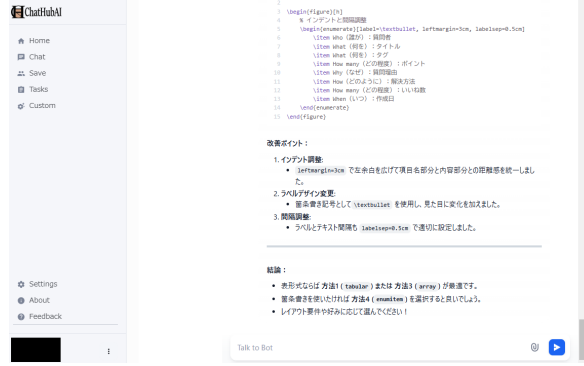 ChatHubAI
Home
Chat
Save
Tasks
Custom
Settings
About
Feedback
2
3 \begin{figure}[h]
4 % インデントと間隔調整
5 \begin{enumerate}[label=\textbullet, leftmargin=3cm, labelsep=0.5cm]
6 \item Who（誰が）：質問者
7 \item What（何を）：タイトル
8 \item What（何を）：タグ
9 \item How many（どの程度）：ポイント
10 \item Why（なぜ）：質問理由
11 \item How（どのように）：解決方法
12 \item How many（どの程度）：いいね数
13 \item When（いつ）：作成日
14 \end{enumerate}
15 \end{figure}
改善ポイント：
1. インデント調整:
leftmargin=3cm で左余白を広げて項目名部分と内容部分との距離感を統一しまし
た。
2. ラベルデザイン変更:
箇条書き記号として \textbullet を使用し、見た目に変化を加えました。
3. 間隔調整:
ラベルとテキスト間隔も labelsep=0.5cm で適切に設定しました。
結論：
表形式ならば 方法1 ( tabular ) または 方法3 ( array ) が最適です。
箇条書きを使いたければ 方法4 ( enumitem ) を選択すると良いでしょう。
レイアウト要件や好みに応じて選んでください！
Talk to Bot